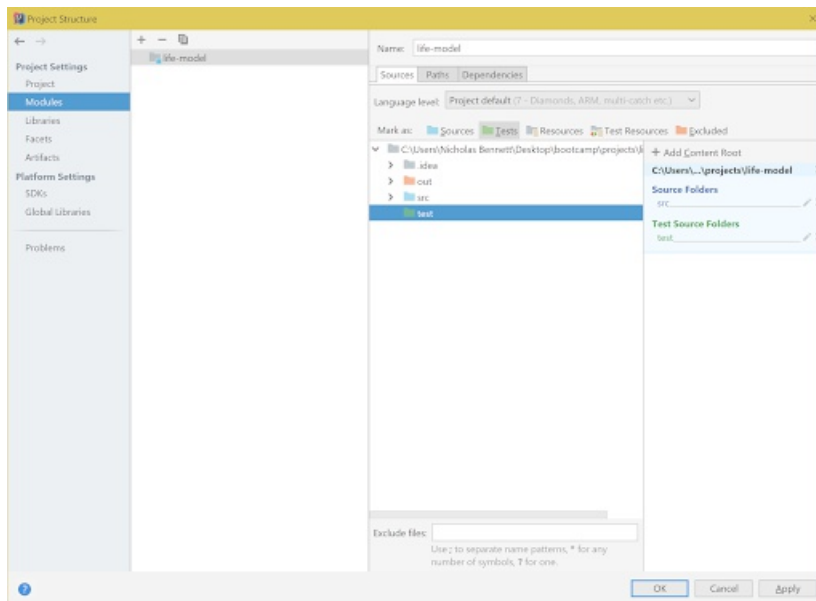 Project Structure
Project Settings
Project
Modules
Libraries
Facets
Artifacts
Platform Settings
SDKs
Global Libraries
Problems
life-model
Name: life-model
Sources Paths Dependencies
Language level: Project default (7 - Diamonds, ARM, multi-catch etc.)
Mark as: Sources Tests Resources Test Resources Excluded
C:\Users\Nicholas Bennett\Desktop\bootcamp\projects\
.idea
out
src
test
+ Add Content Root
C:\Users\...\projects\life-model
Source Folders
src
Test Source Folders
test
Exclude files:
Use ; to separate name patterns, * for any
number of symbols, ? for one.
OK Cancel Apply